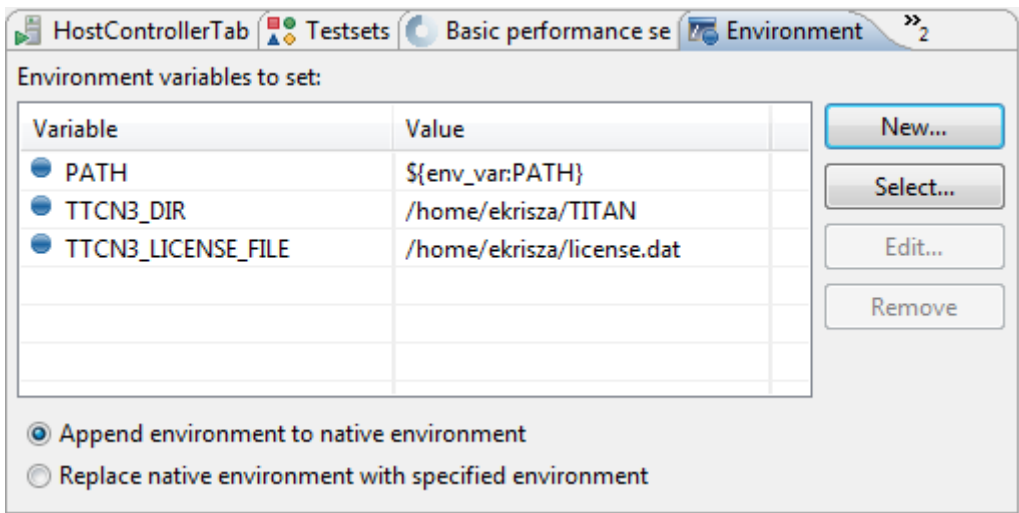 HostControllerTab Testsets Basic performance se Environment »2
Environment variables to set:
Variable Value
PATH ${env_var:PATH}
TTCN3_DIR /home/ekrisza/TITAN
TTCN3_LICENSE_FILE /home/ekrisza/license.dat
New...
Select...
Edit...
Remove
Append environment to native environment
Replace native environment with specified environment